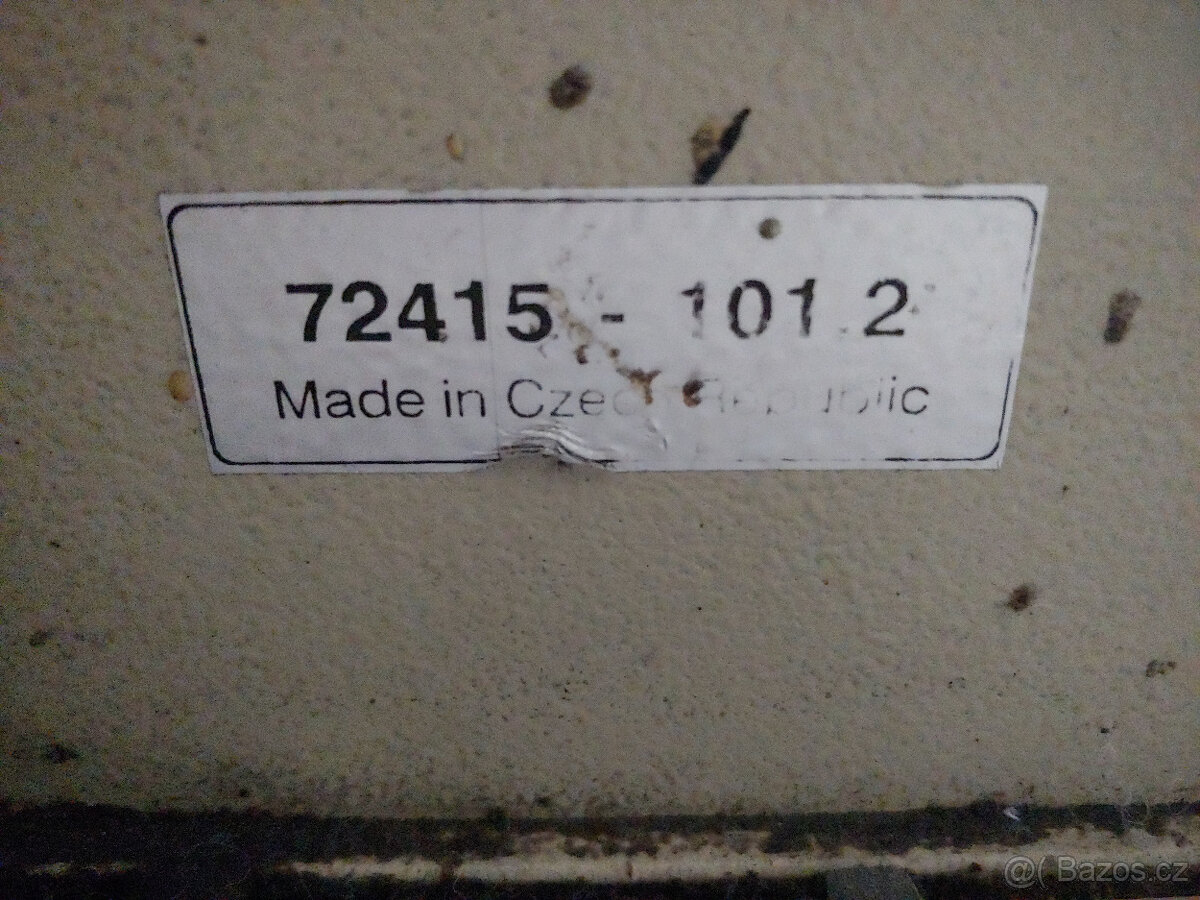 72415 - 101.2
Made in Czech Republic
@( Bazos.cz